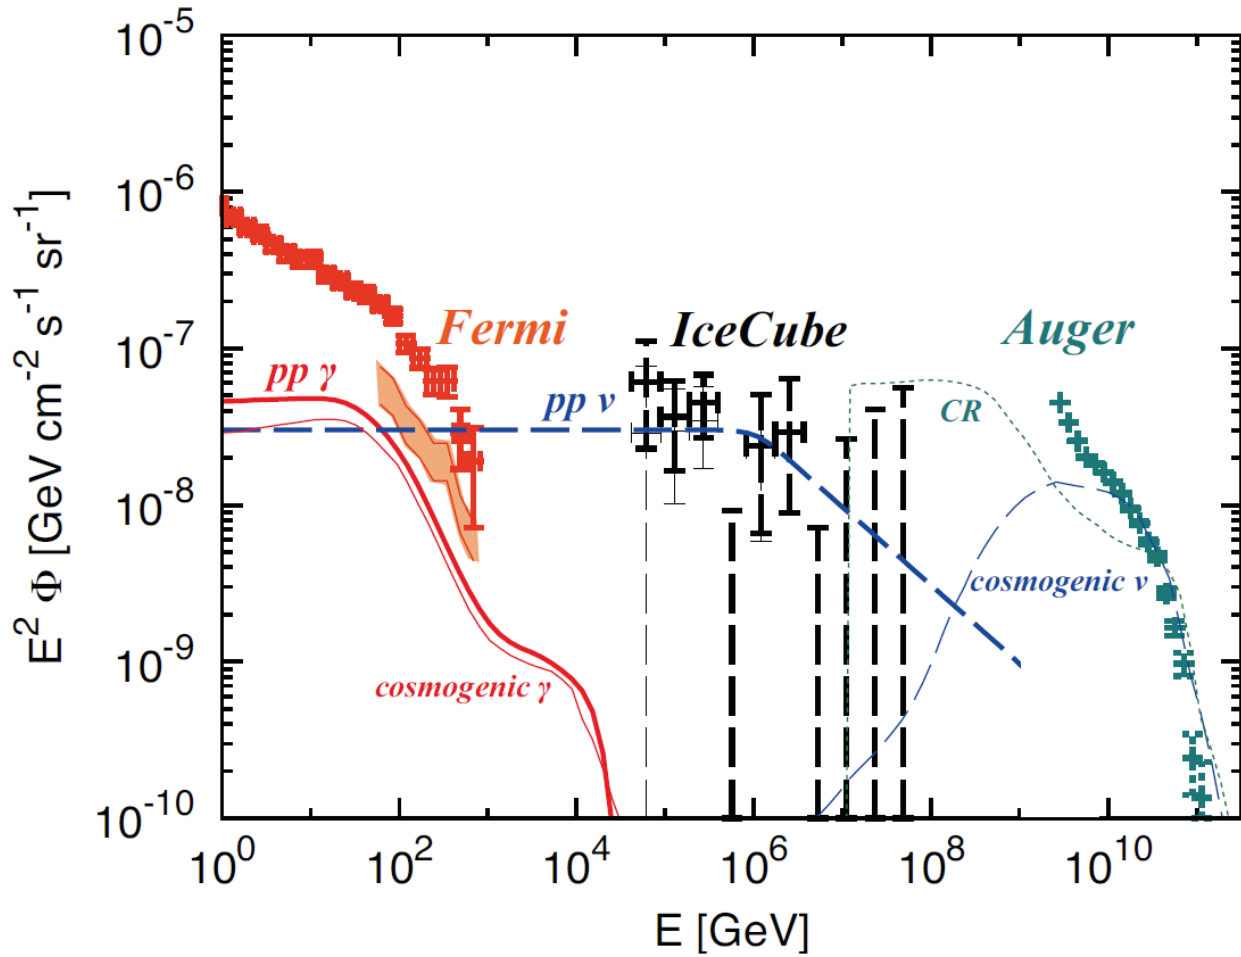 10⁻⁵
10⁻⁶
10⁻⁷
10⁻⁸
10⁻⁹
10⁻¹⁰
E² Φ [GeV cm⁻² s⁻¹ sr⁻¹]
Fermi
IceCube
Auger
pp γ
pp ν
CR
cosmogenic ν
cosmogenic γ
10⁰ 10² 10⁴ 10⁶ 10⁸ 10¹⁰
E [GeV]